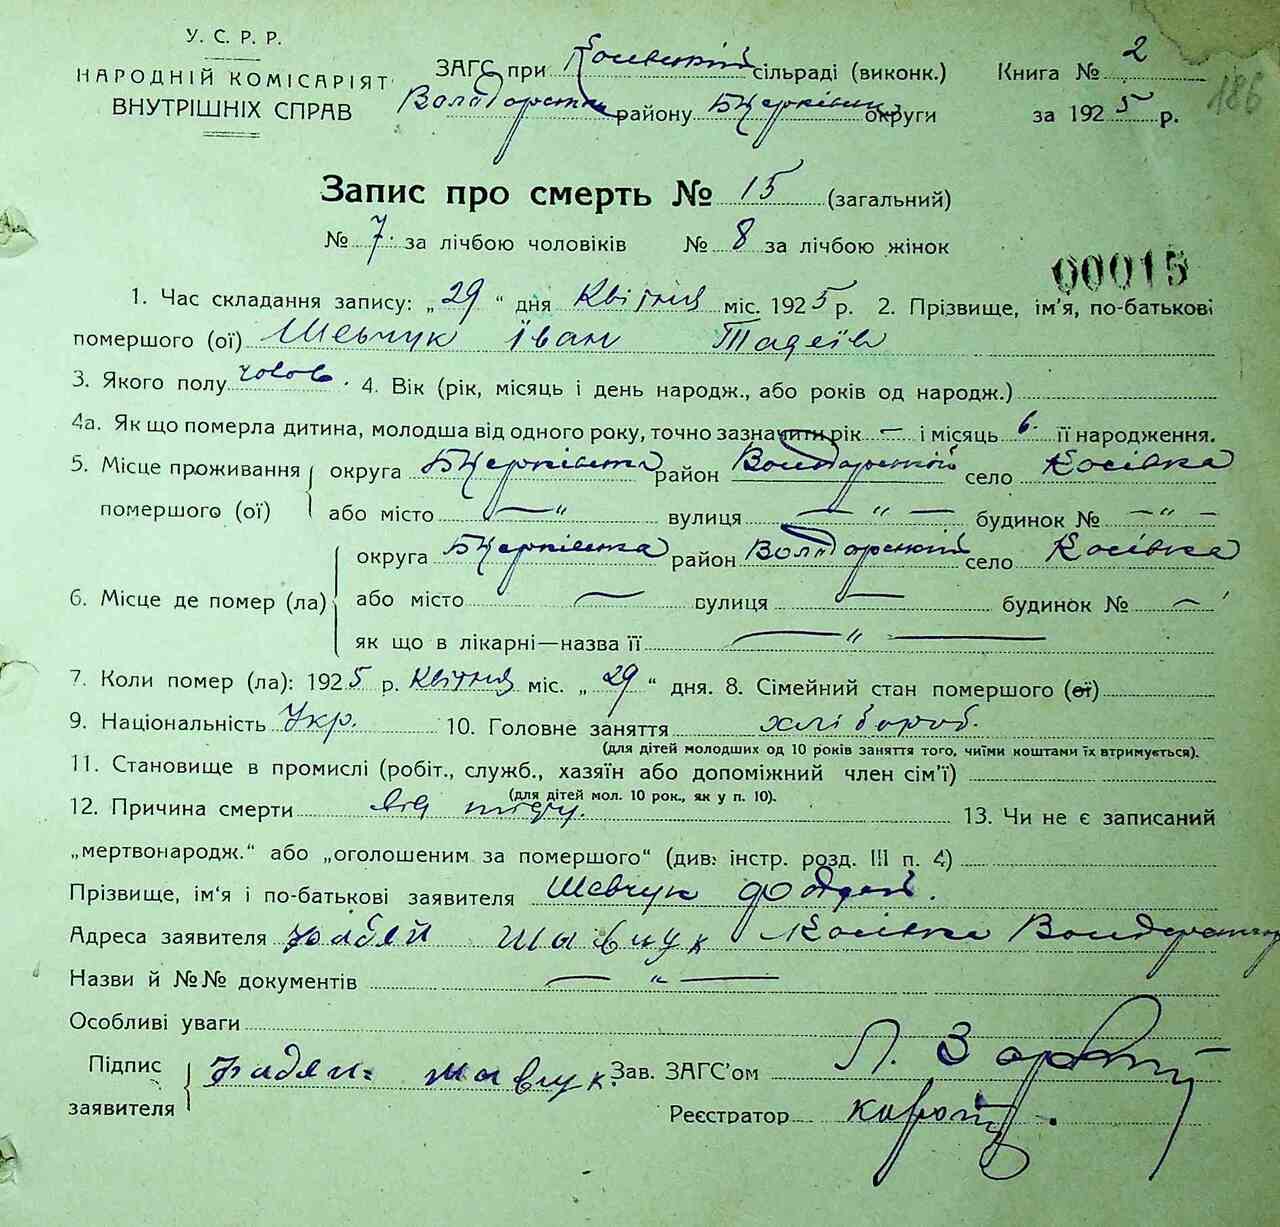 У. С. Р. Р.
НАРОДНІЙ КОМІСАРІЯТ
ВНУТРІШНІХ СПРАВ
ЗАГС при Косівській сільраді (виконк.)
Володарськ району БЦерківськ округи
Книга № 2
за 1925 р.
186
Запис про смерть № 15 (загальний)
№ 7. за лічбою чоловіків № 8 за лічбою жінок
00015
1. Час складання запису: „29“ дня Квітня міс. 1925 р. 2. Прізвище, ім'я, по-батькові
помершого (ої) Шевчук Їван Тадеїв
3. Якого полу чолов. 4. Вік (рік, місяць і день народж., або років од народж.)
4а. Як що померла дитина, молодша від одного року, точно зазначити рік — і місяць 6. її народження.
5. Місце проживання помершого (ої) округа БЦерківська район Володарський село Косівка
або місто — „ вулиця — „ — будинок № — „ —
6. Місце де помер (ла) округа БЦерківська район Володарський село Косівка
або місто — вулиця — будинок № —
як що в лікарні—назва її — „ —
7. Коли помер (ла): 1925 р. Квітня міс. „29“ дня. 8. Сімейний стан помершого (ої)
9. Національність Укр. 10. Головне заняття хлібороб.
(для дітей молодших од 10 років заняття того, чиїми коштами їх втримується).
11. Становище в промислі (робіт., служб., хазяїн або допоміжний член сім'ї)
(для дітей мол. 10 рок., як у п. 10).
12. Причина смерти від 13. Чи не є записаний
„мертвонародж.“ або „оголошеним за помершого“ (див. інстр. розд. III п. 4)
Прізвище, ім'я і по-батькові заявителя Шевчук
Адреса заявителя Шывчук Косівка
Назви й №№ документів — „ —
Особливі уваги
Підпис заявителя шывчук. Зав. ЗАГС'ом
Реєстратор